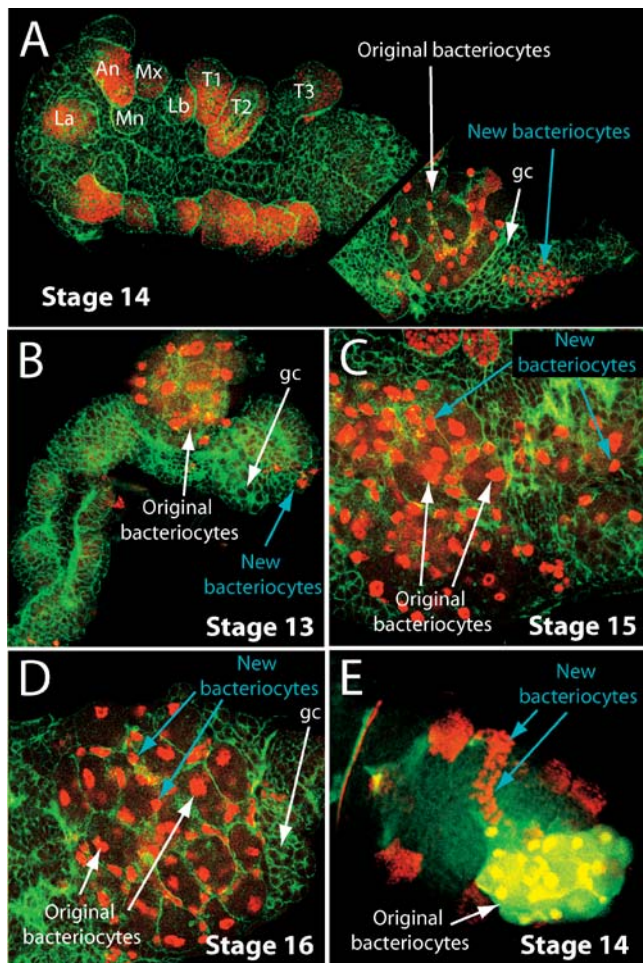 A
Original bacteriocytes
An
Mx
T1
T3
Lb
T2
New bacteriocytes
La
Mn
gc
Stage 14
B
gc
Original
bacteriocytes
New
bacteriocytes
Stage 13
C
New
bacteriocytes
Original
bacteriocytes
Stage 15
D
New
bacteriocytes
gc
Original
bacteriocytes
Stage 16
E
New
bacteriocytes
Original
bacteriocytes
Stage 14